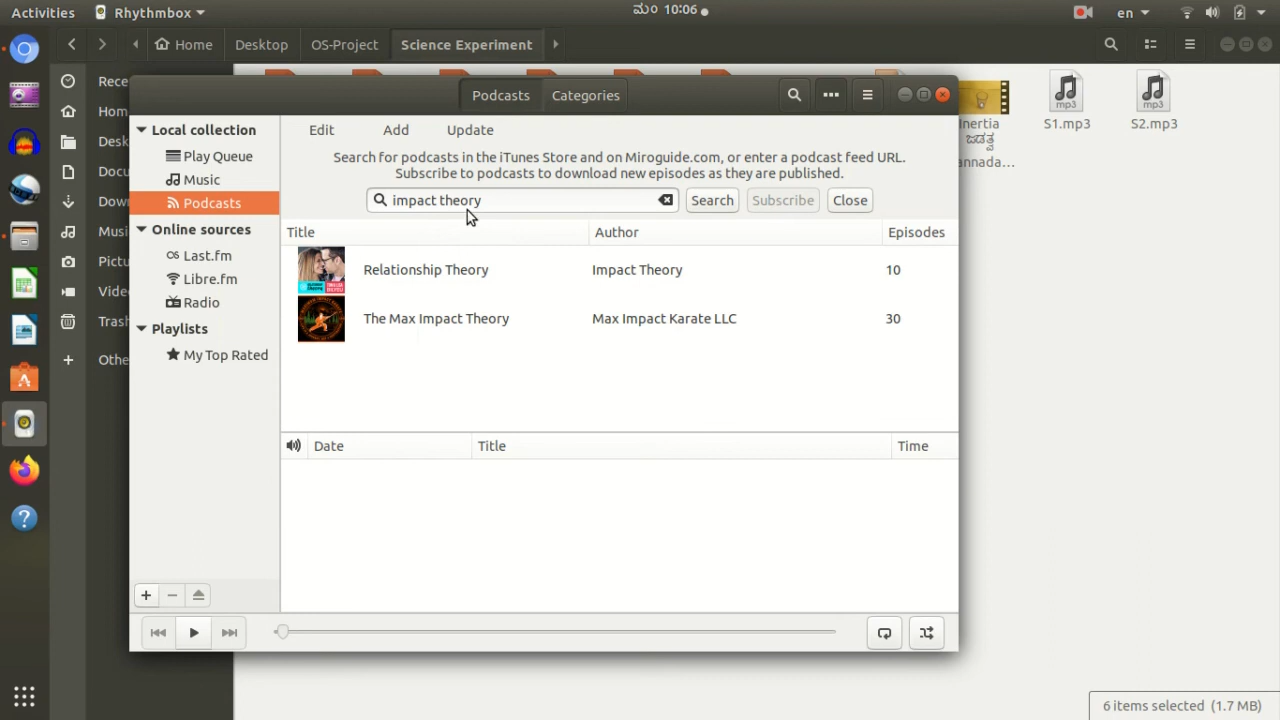 Activities
Rhythmbox
ಮಂ 10:06
en
Home
Desktop
OS-Project
Science Experiment
Rece
Hom
Desk
Docu
Dow
Musi
Pictu
Video
Trash
Othe
Inertia
ಜಡತ್ವ
annada...
S1.mp3
S2.mp3
Podcasts
Categories
Local collection
Play Queue
Music
Podcasts
Online sources
Last.fm
Libre.fm
Radio
Playlists
My Top Rated
Edit
Add
Update
Search for podcasts in the iTunes Store and on Miroguide.com, or enter a podcast feed URL.
Subscribe to podcasts to download new episodes as they are published.
impact theory
Search
Subscribe
Close
Title
Author
Episodes
Relationship Theory
Impact Theory
10
The Max Impact Theory
Max Impact Karate LLC
30
Date
Title
Time
6 items selected (1.7 MB)